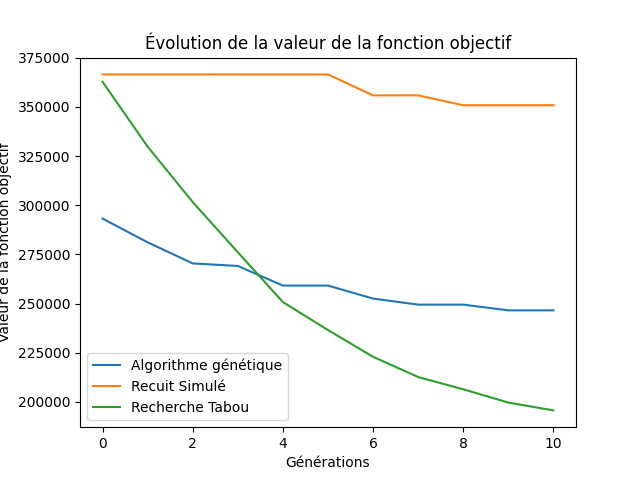 Évolution de la valeur de la fonction objectif
Valeur de la fonction objectif
375000
350000
325000
300000
275000
250000
225000
200000
Algorithme génétique
Recuit Simulé
Recherche Tabou
0 2 4 6 8 10
Générations